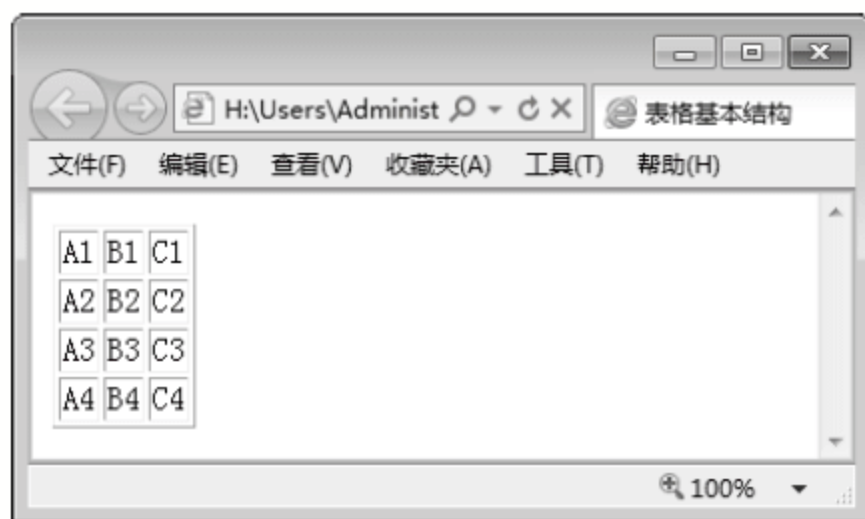 H:\Users\Administ
表格基本结构
文件(F) 编辑(E) 查看(V) 收藏夹(A) 工具(T) 帮助(H)
A1 B1 C1
A2 B2 C2
A3 B3 C3
A4 B4 C4
100%